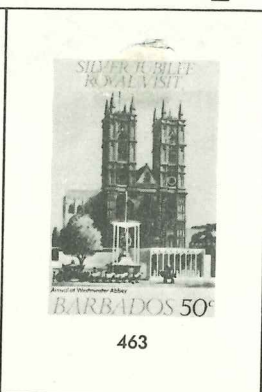 SILVER JUBILEE
ROYAL VISIT
Arrival at Westminster Abbey
BARBADOS 50c
463